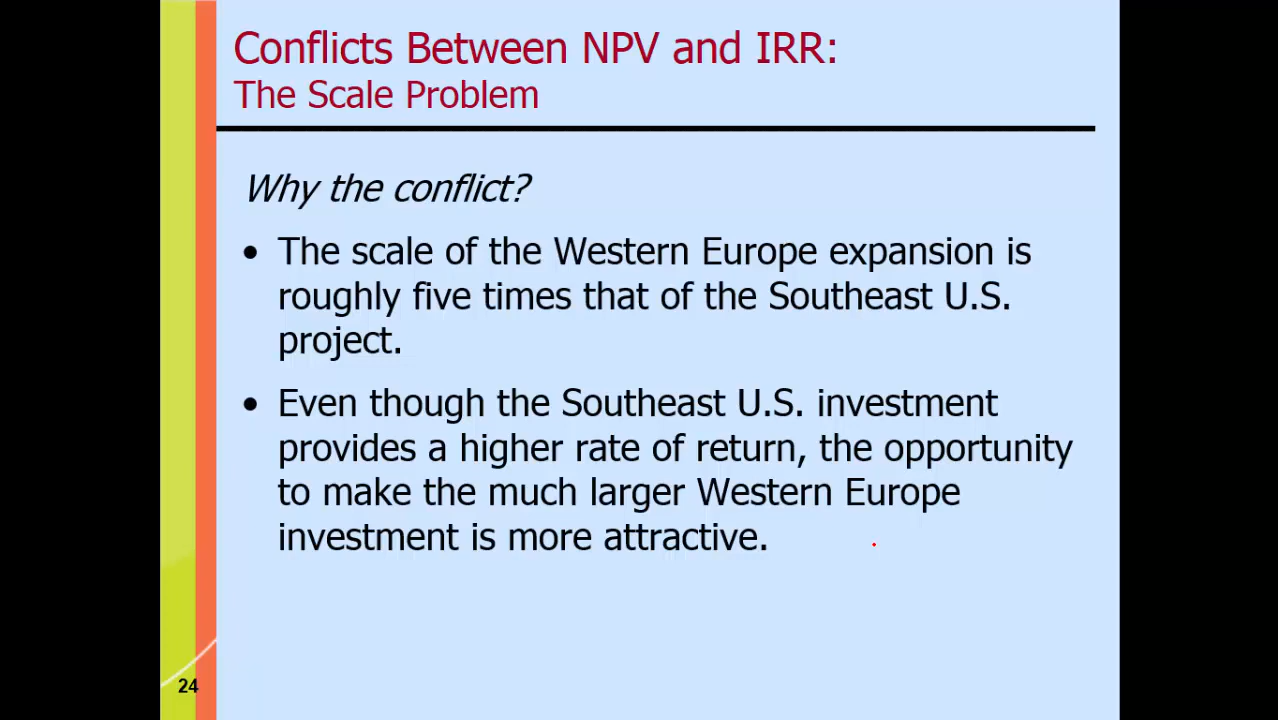 Conflicts Between NPV and IRR:
The Scale Problem
Why the conflict?
• The scale of the Western Europe expansion is
roughly five times that of the Southeast U.S.
project.
• Even though the Southeast U.S. investment
provides a higher rate of return, the opportunity
to make the much larger Western Europe
investment is more attractive.
24